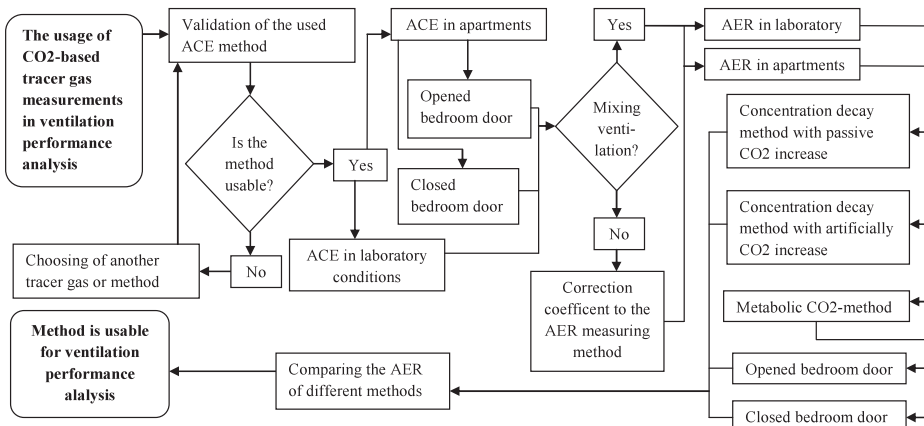 The usage of
CO2-based
tracer gas
measurements
in ventilation
performance
analysis
Validation of the used
ACE method
Is the
method
usable?
Yes
No
Choosing of another
tracer gas or method
ACE in apartments
Opened
bedroom door
Closed
bedroom door
ACE in laboratory
conditions
Mixing
venti-
lation?
Yes
No
Correction
coefficent to the
AER measuring
method
AER in laboratory
AER in apartments
Concentration decay
method with passive
CO2 increase
Concentration decay
method with artificially
CO2 increase
Metabolic CO2-method
Opened bedroom door
Closed bedroom door
Comparing the AER
of different methods
Method is usable
for ventilation
performance
alalysis